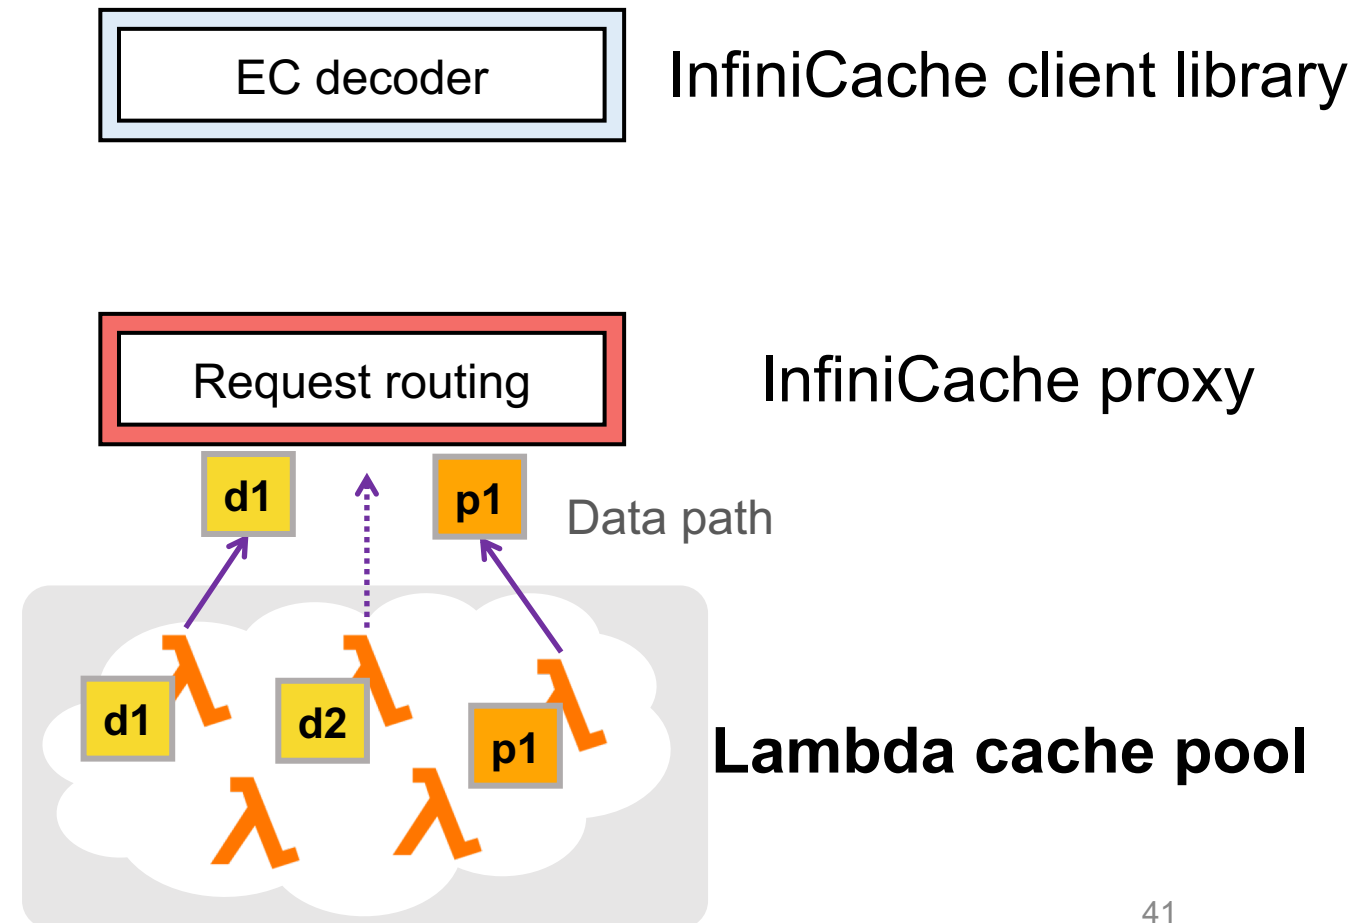 EC decoder
InfiniCache client library
Request routing
InfiniCache proxy
d1
p1
Data path
λ
λ
λ
d1
d2
p1
Lambda cache pool
λ
λ
41